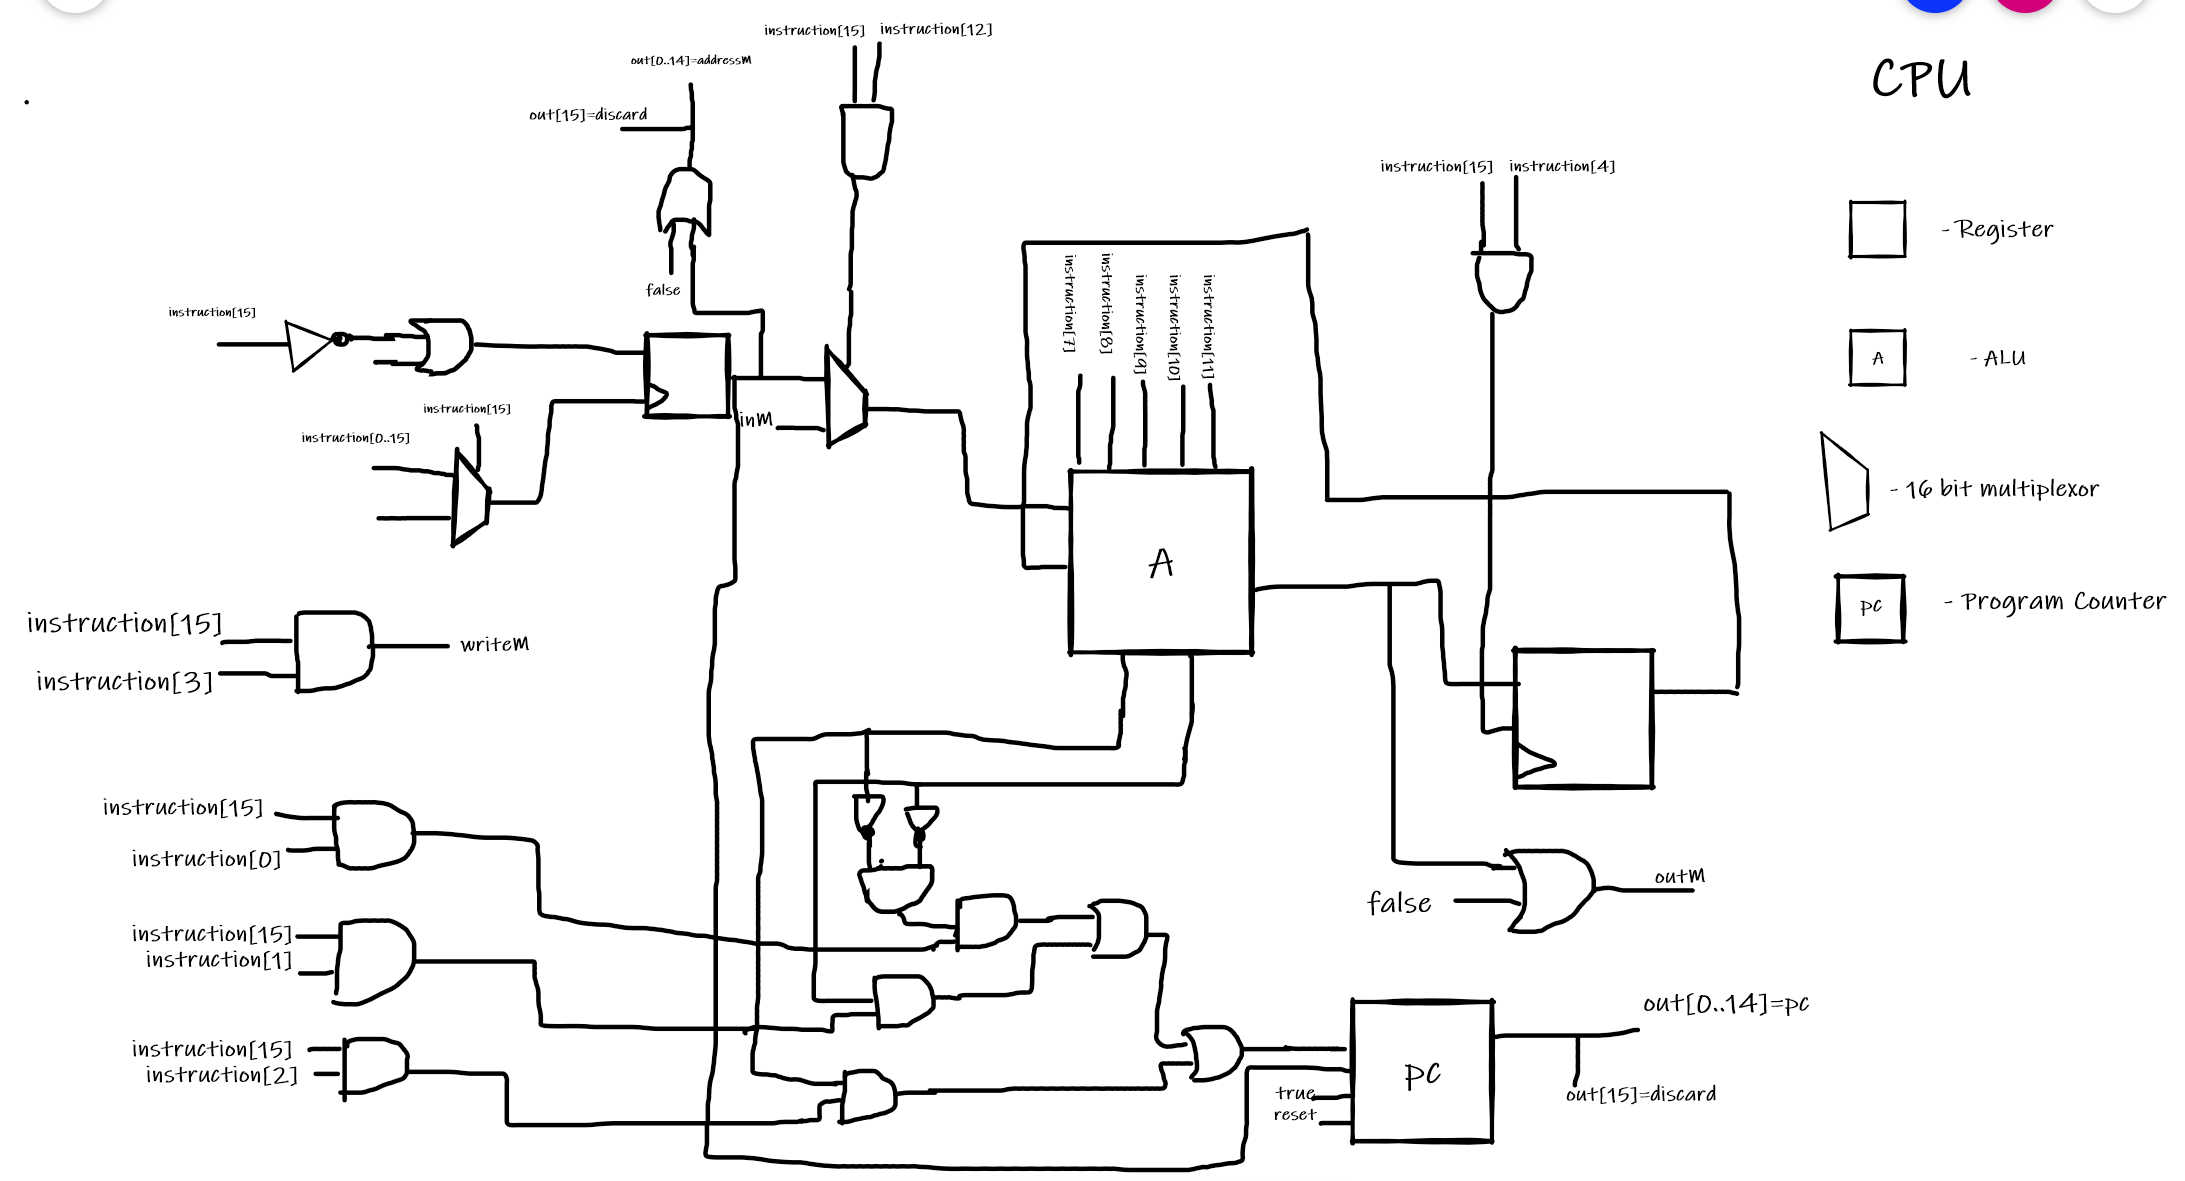 instruction[15] instruction[12]
out[0..14]=addressM
CPU
out[15]=discard
instruction[15] instruction[4]
- Register
false
instruction[7]
instruction[8]
instruction[9]
instruction[10]
instruction[11]
instruction[15]
A - ALU
instruction[15]
inM
instruction[0..15]
- 16 bit multiplexor
A
PC - Program Counter
instruction[15]
writeM
instruction[3]
instruction[15]
instruction[0]
outM
false
instruction[15]
instruction[1]
out[0..14]=pc
instruction[15]
instruction[2]
PC
true
reset
out[15]=discard